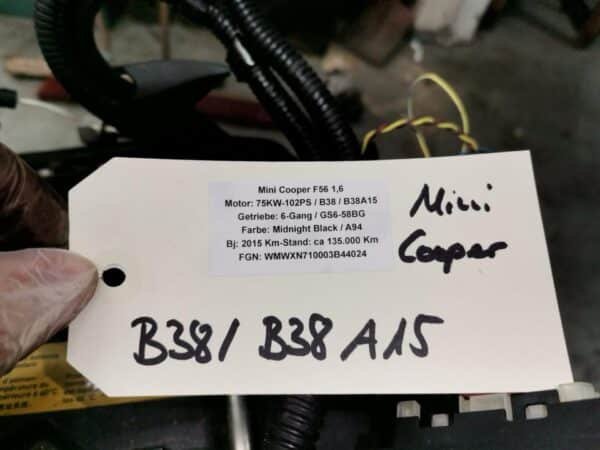 Mini Cooper F56 1,6
Motor: 75KW-102PS / B38 / B38A15
Getriebe: 6-Gang / GS6-58BG
Farbe: Midnight Black / A94
Bj: 2015 Km-Stand: ca 135.000 Km
FGN: WMWXN710003B44024
Mini
Cooper
B38/ B38 A15